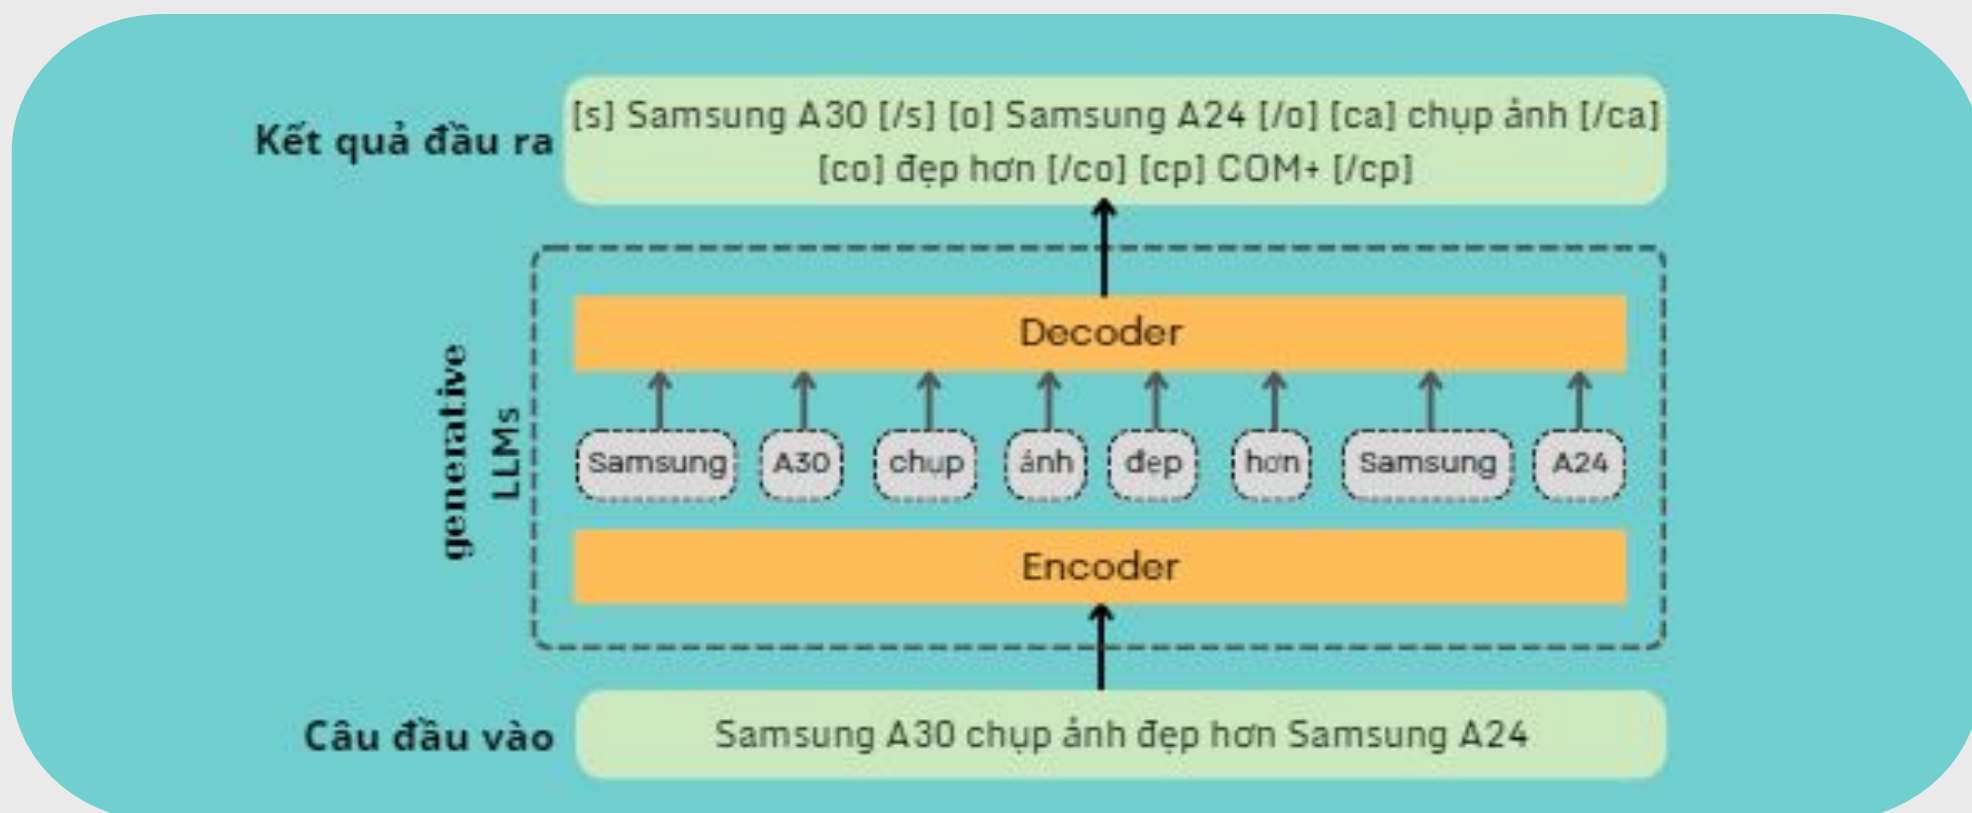 Kết quả đầu ra
[s] Samsung A30 [/s] [o] Samsung A24 [/o] [ca] chụp ảnh [/ca]
[co] đẹp hơn [/co] [cp] COM+ [/cp]
generative
LLMs
Decoder
Samsung A30 chụp ảnh đẹp hơn Samsung A24
Encoder
Câu đầu vào
Samsung A30 chụp ảnh đẹp hơn Samsung A24